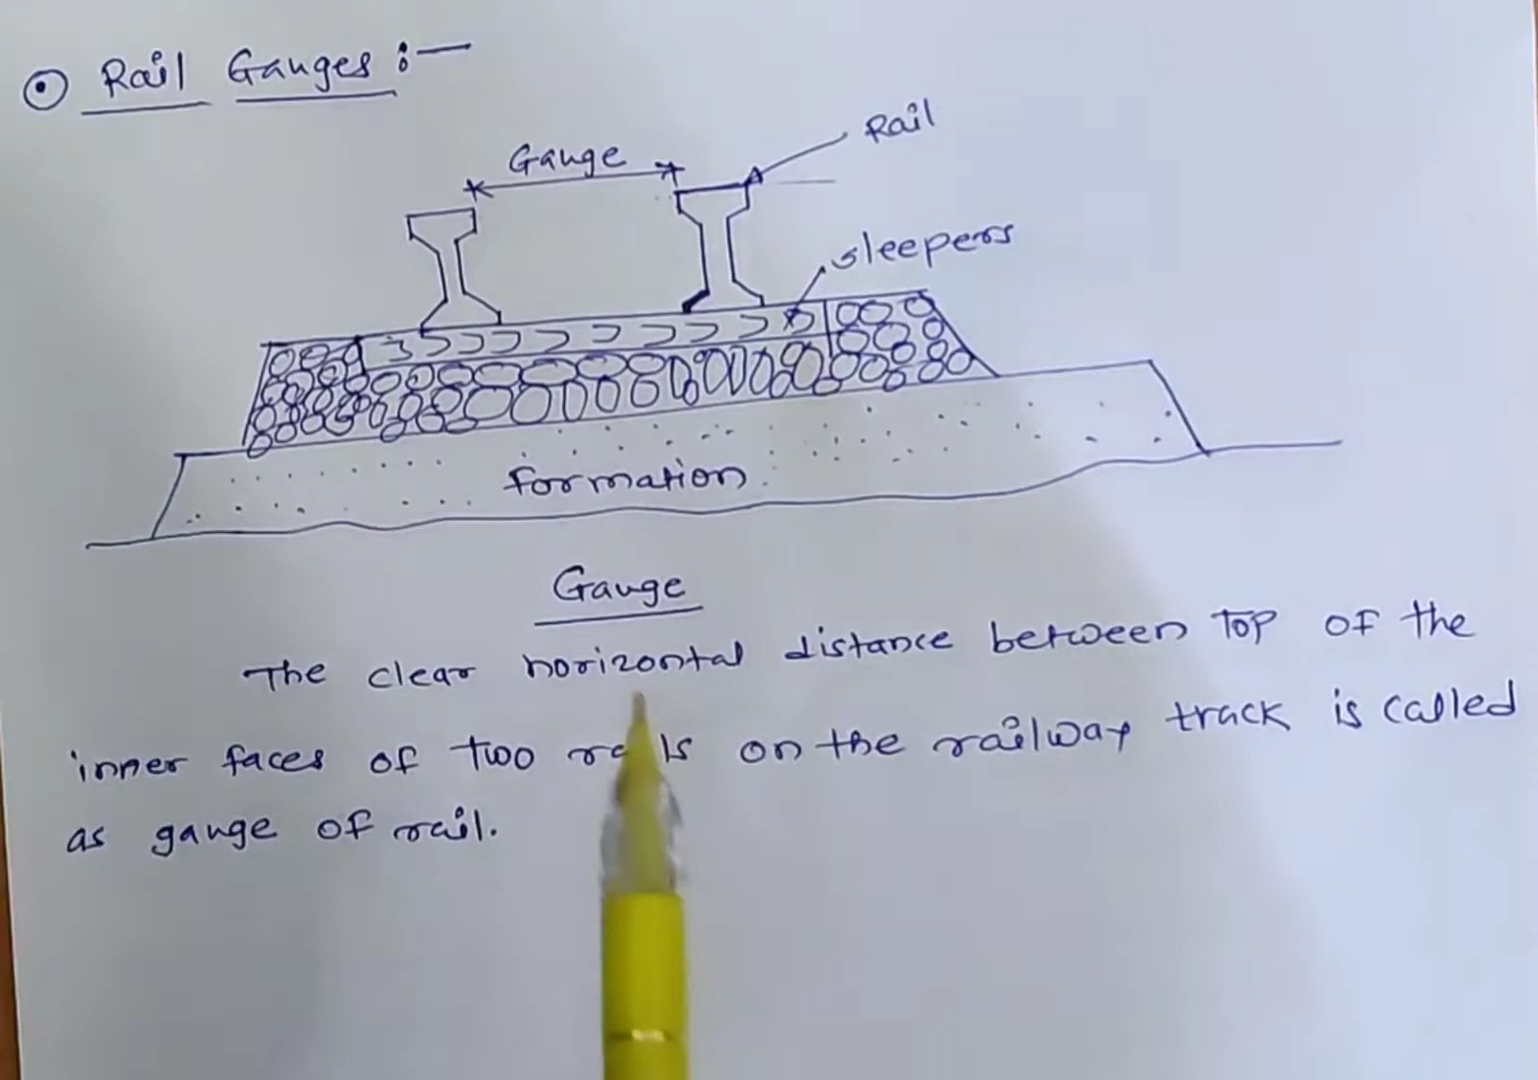 Rail Gauges :-
Gauge
Rail
sleepers
formation
Gauge
The clear horizontal distance between Top of the
inner faces of two rails on the railway track is called
as gauge of rail.